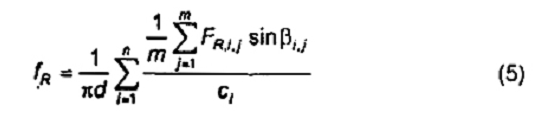 f_R = \frac{1}{\pi d} \sum_{i=1}^{n} \frac{\frac{1}{m} \sum_{j=1}^{m} F_{R,i,j} \sin\beta_{i,j}}{c_i} (5)